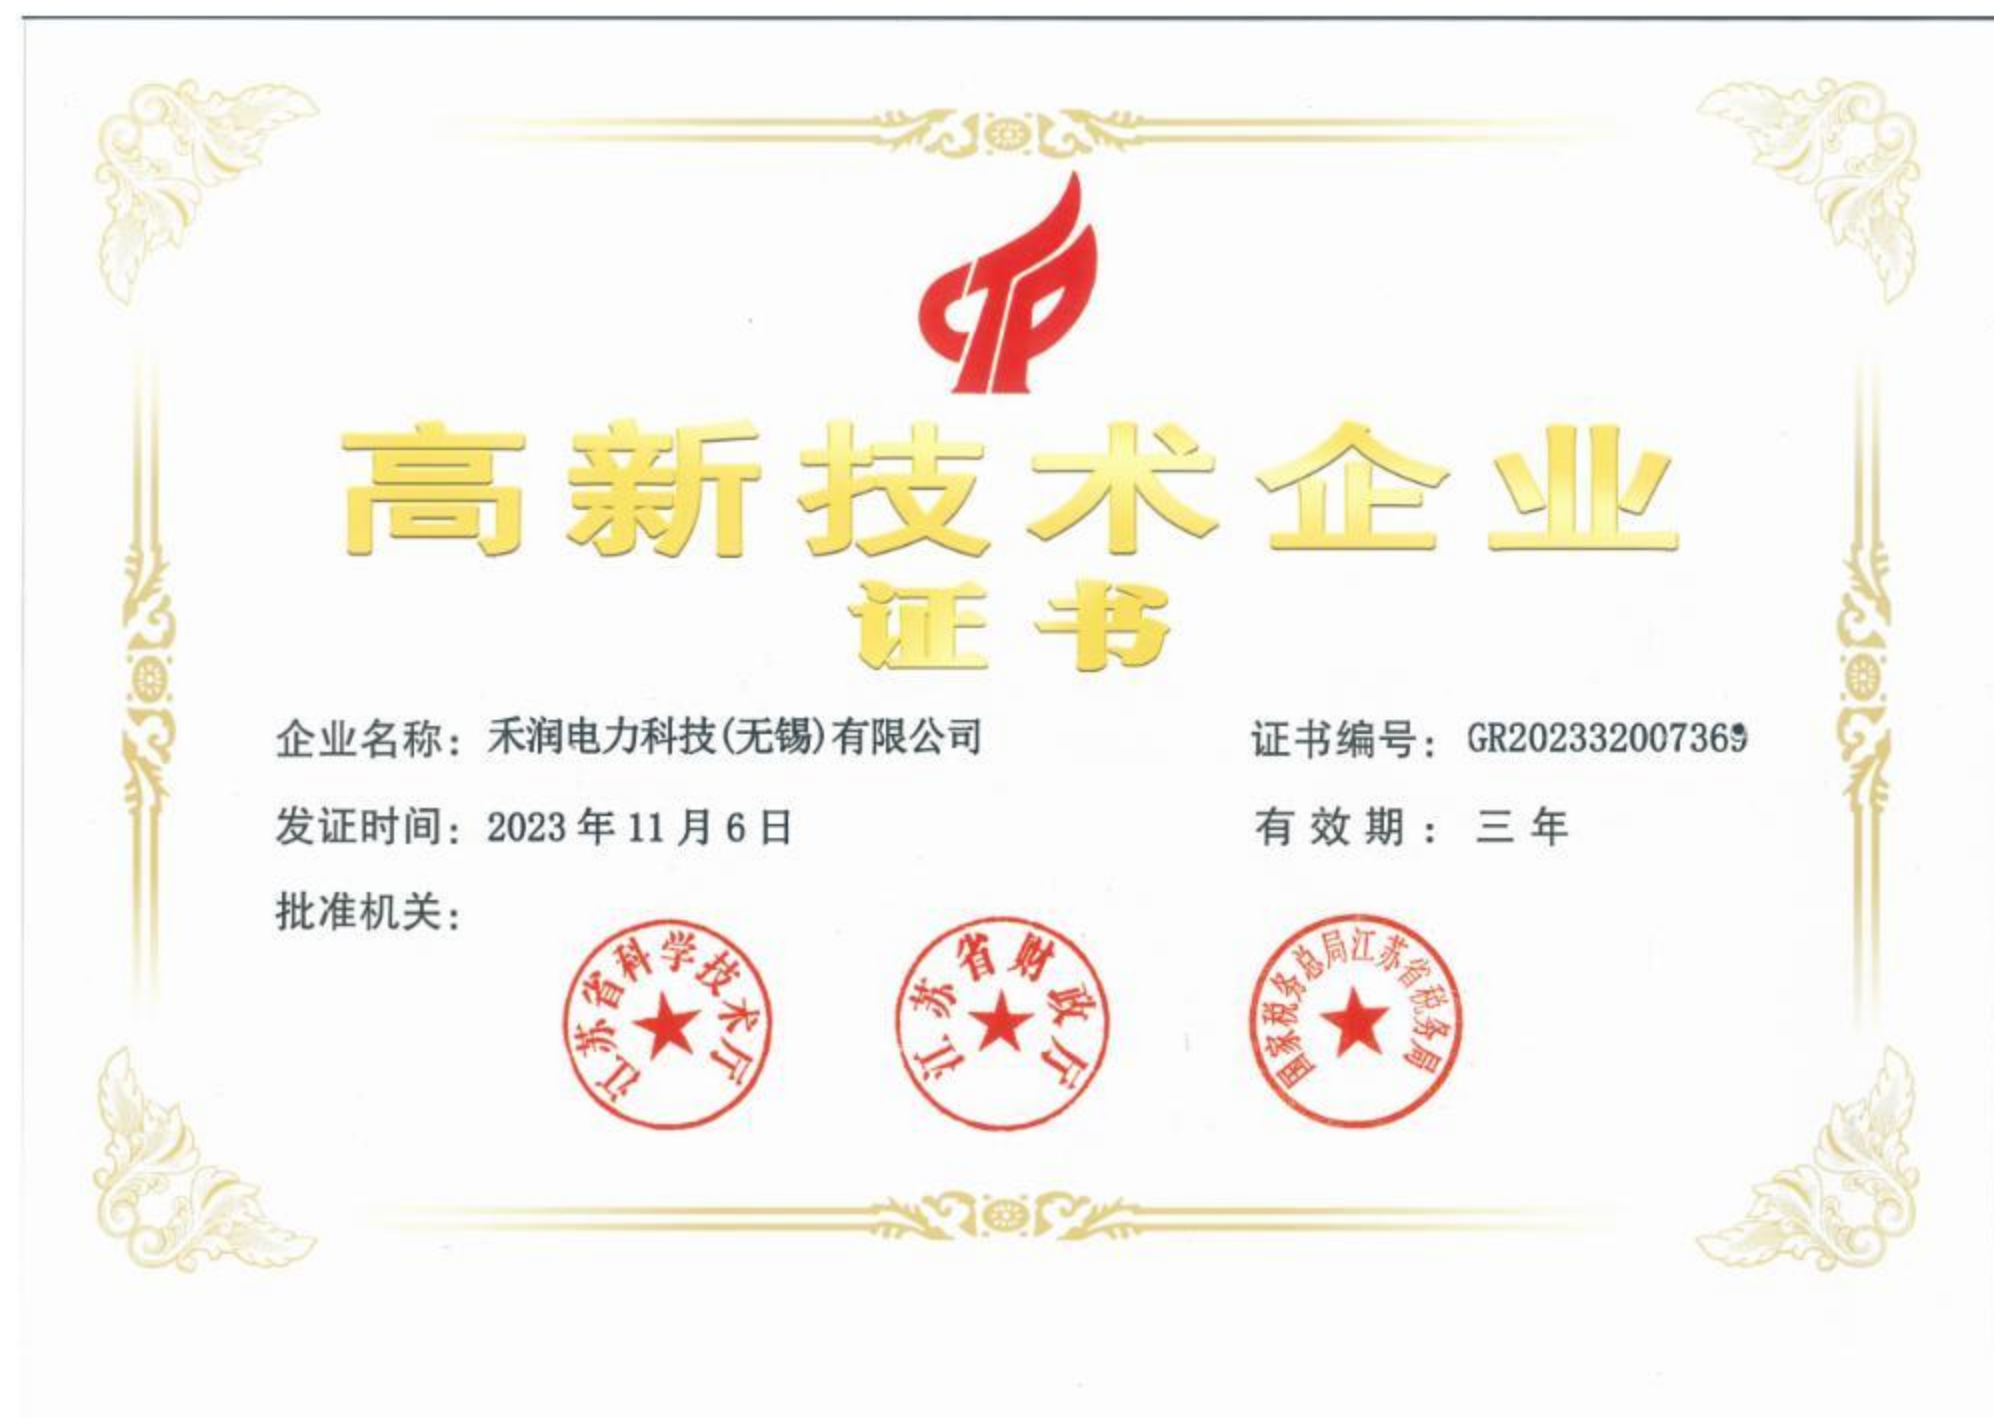 高新技术企业
证书
企业名称：禾润电力科技(无锡)有限公司
证书编号：GR202332007369
发证时间：2023年11月6日
有效期：三年
批准机关：
江苏省科学技术厅
江苏省财政厅
国家税务总局江苏省税务局